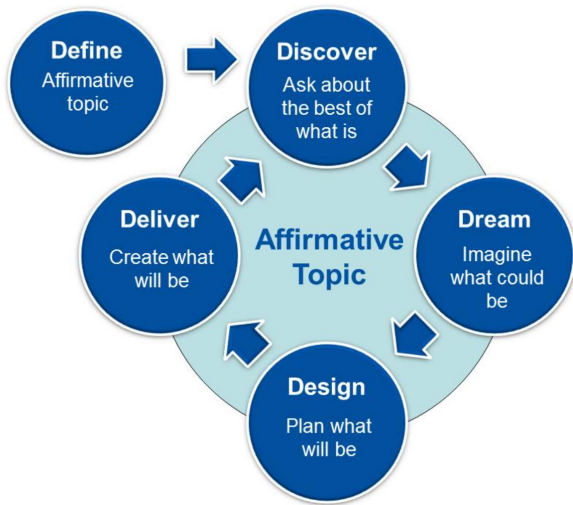 Define
Affirmative
topic
Discover
Ask about
the best of
what is
Dream
Imagine
what could
be
Design
Plan what
will be
Deliver
Create what
will be
Affirmative
Topic